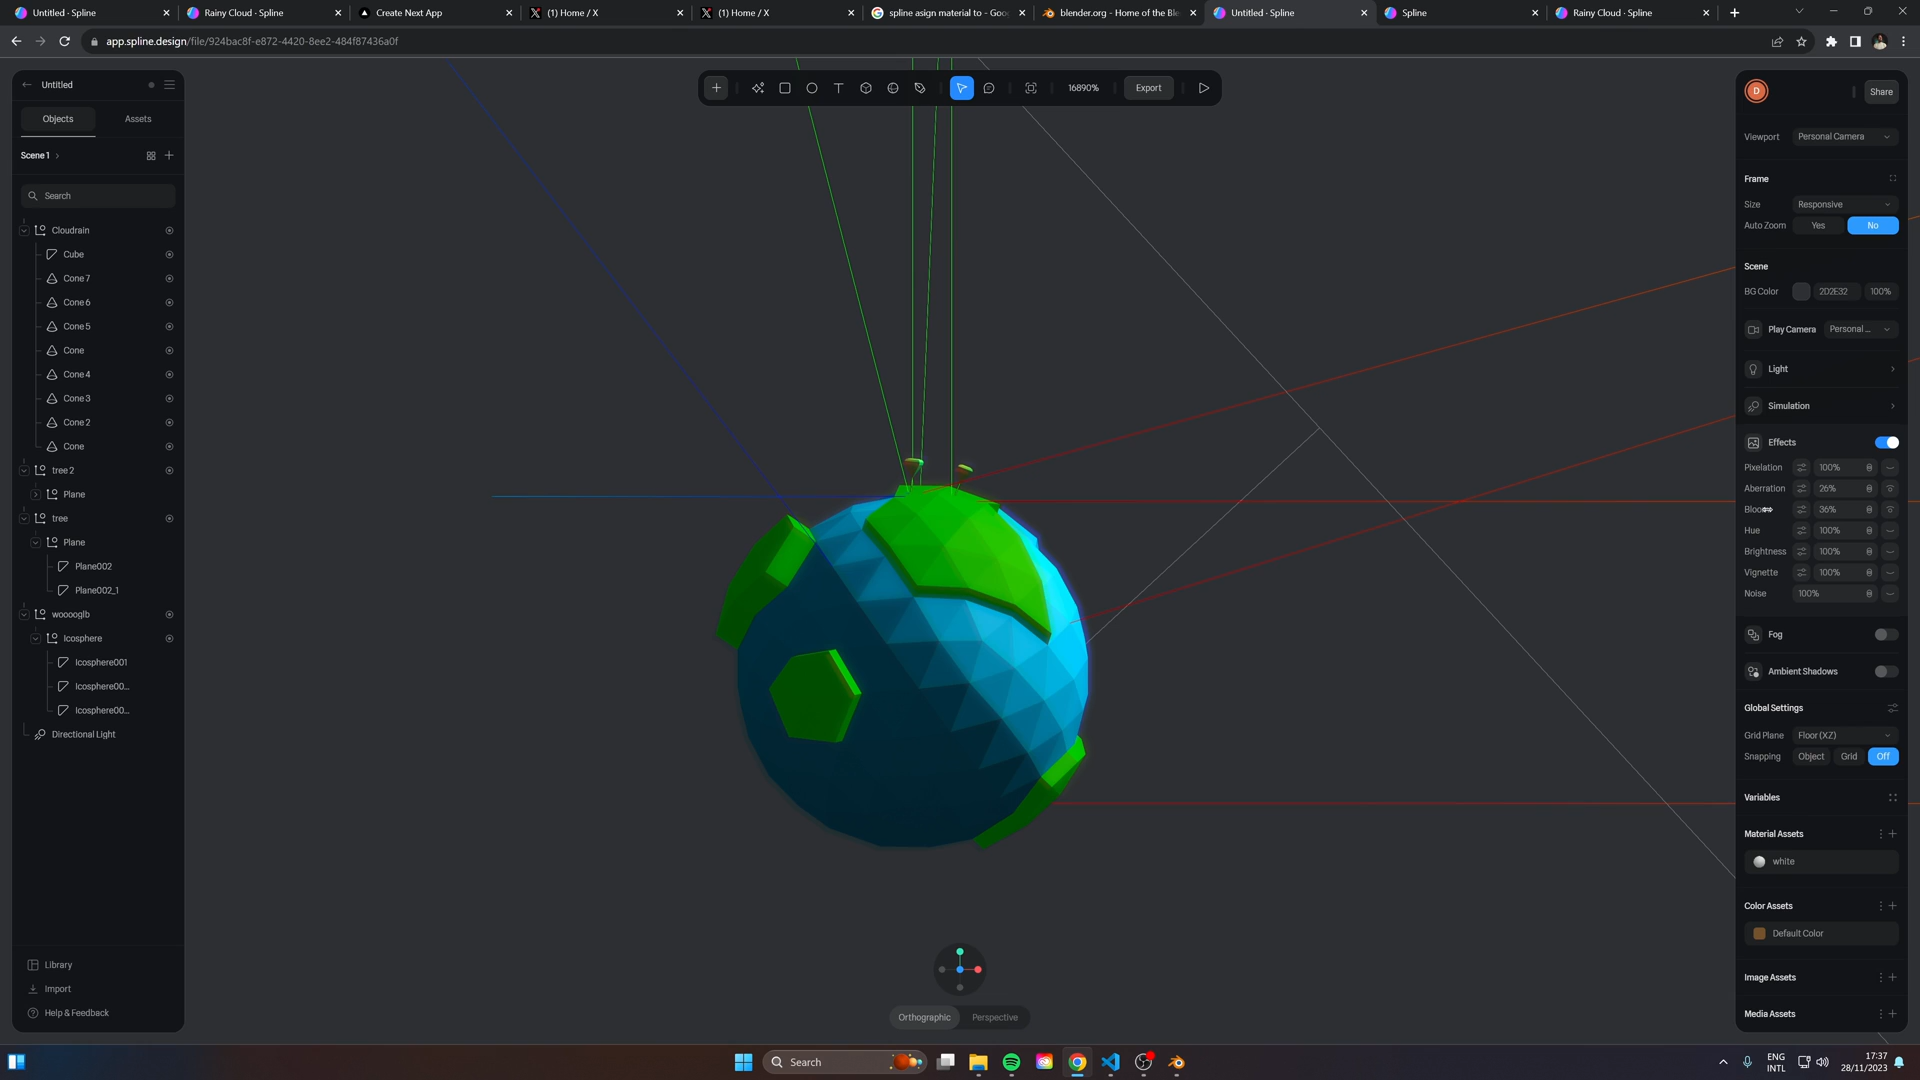 Untitled - Spline
Rainy Cloud - Spline
Create Next App
(1) Home / X
(1) Home / X
spline asign material to - Goo
blender.org - Home of the Ble
Untitled - Spline
Spline
Rainy Cloud - Spline
app.spline.design/file/924bac8f-e872-4420-8ee2-484f87436a0f
Untitled
Objects
Assets
Scene 1
Search
Cloudrain
Cube
Cone 7
Cone 6
Cone 5
Cone
Cone 4
Cone 3
Cone 2
Cone
tree 2
Plane
tree
Plane
Plane002
Plane002_1
Icosphere
Icosphere001
Icosphere00...
Icosphere00...
Directional Light
Library
Import
Help & Feedback
T
16890%
Export
Orthographic
Perspective
D
Share
Viewport Personal Camera
Frame
Size Responsive
Auto Zoom Yes No
Scene
BG Color 2D2E32 100%
Play Camera Personal ...
Light
Simulation
Effects
Pixelation 100%
Aberration 26%
36%
Hue 100%
Brightness 100%
Vignette 100%
Noise 100%
Fog
Ambient Shadows
Global Settings
Grid Plane Floor (XZ)
Snapping Object Grid Off
Variables
Material Assets
white
Color Assets
Default Color
Image Assets
Media Assets
Search
ENG
INTL
17:37
28/11/2023